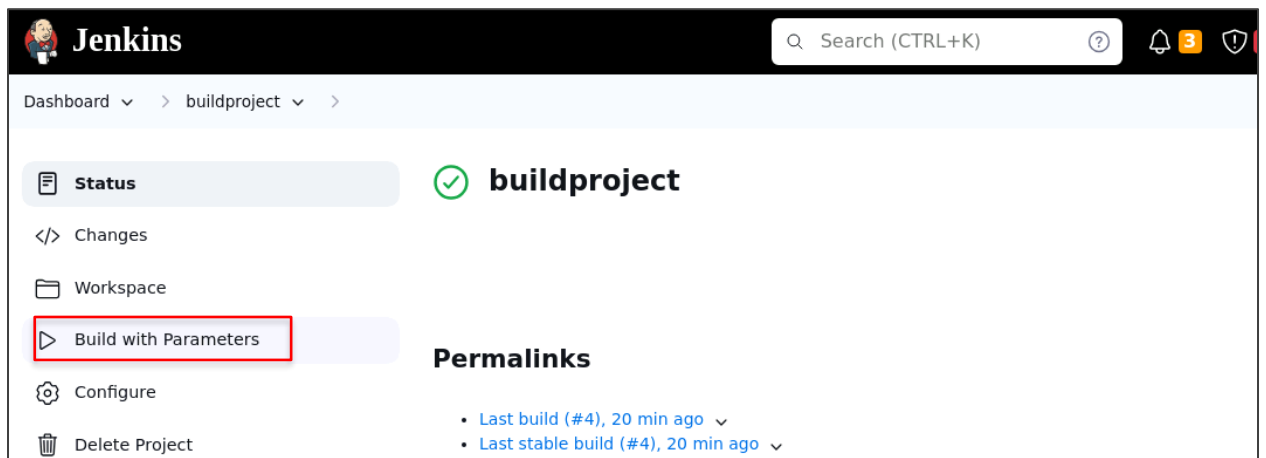 Jenkins
Search (CTRL+K)
?
3
Dashboard
buildproject
Status
buildproject
Changes
Workspace
Build with Parameters
Permalinks
Configure
Last build (#4), 20 min ago
Delete Project
Last stable build (#4), 20 min ago